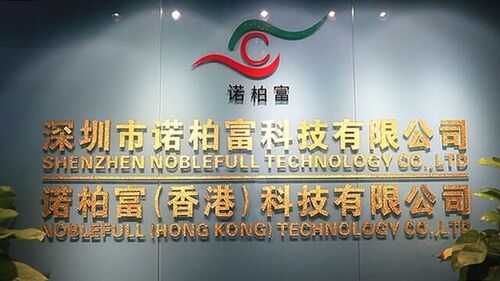 诺柏富
深圳市诺柏富科技有限公司
SHENZHEN NOBLEFULL TECHNOLOGY CO.,LTD
诺柏富(香港)科技有限公司
NOBLEFULL (HONG KONG) TECHNOLOGY CO.,LTD